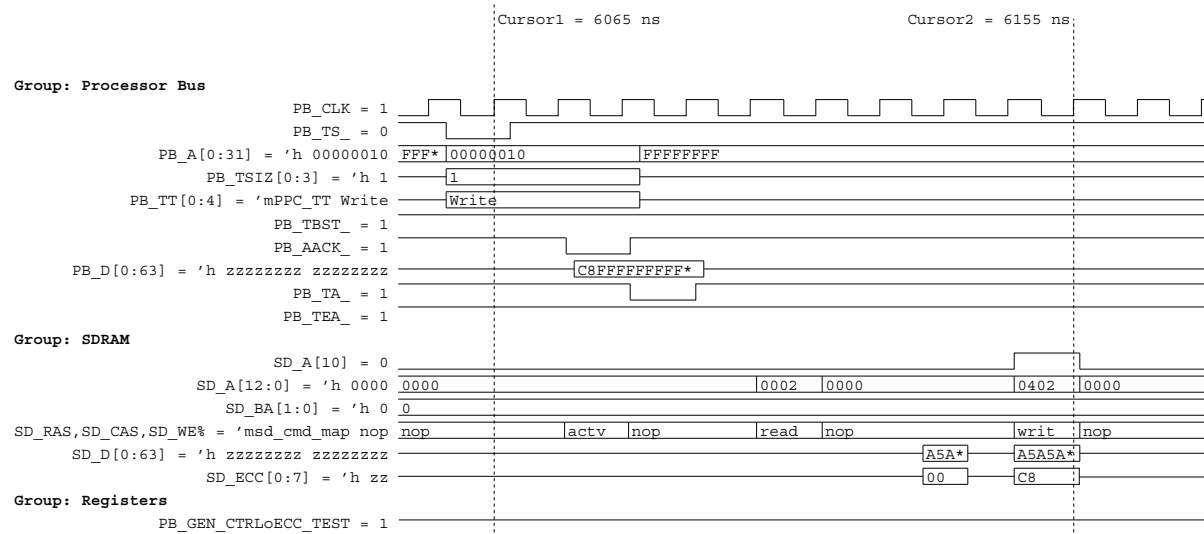 Cursor1 = 6065 ns Cursor2 = 6155 ns
Group: Processor Bus
PB_CLK = 1
PB_TS_ = 0
PB_A[0:31] = 'h 00000010 FFF* 00000010 FFFFFFFF
PB_TSIZ[0:3] = 'h 1 1
PB_TT[0:4] = 'mPPC_TT Write Write
PB_TBST_ = 1
PB_AACK_ = 1
PB_D[0:63] = 'h zzzzzzzz zzzzzzzz C8FFFFFFFFF*
PB_TA_ = 1
PB_TEA_ = 1
Group: SDRAM
SD_A[10] = 0
SD_A[12:0] = 'h 0000 0000 0002 0000 0402 0000
SD_BA[1:0] = 'h 0 0
SD_RAS,SD_CAS,SD_WE% = 'msd_cmd_map nop nop actv nop read nop writ nop
SD_D[0:63] = 'h zzzzzzzz zzzzzzzz A5A* A5A5A*
SD_ECC[0:7] = 'h zz 00 C8
Group: Registers
PB_GEN_CTRLoECC_TEST = 1